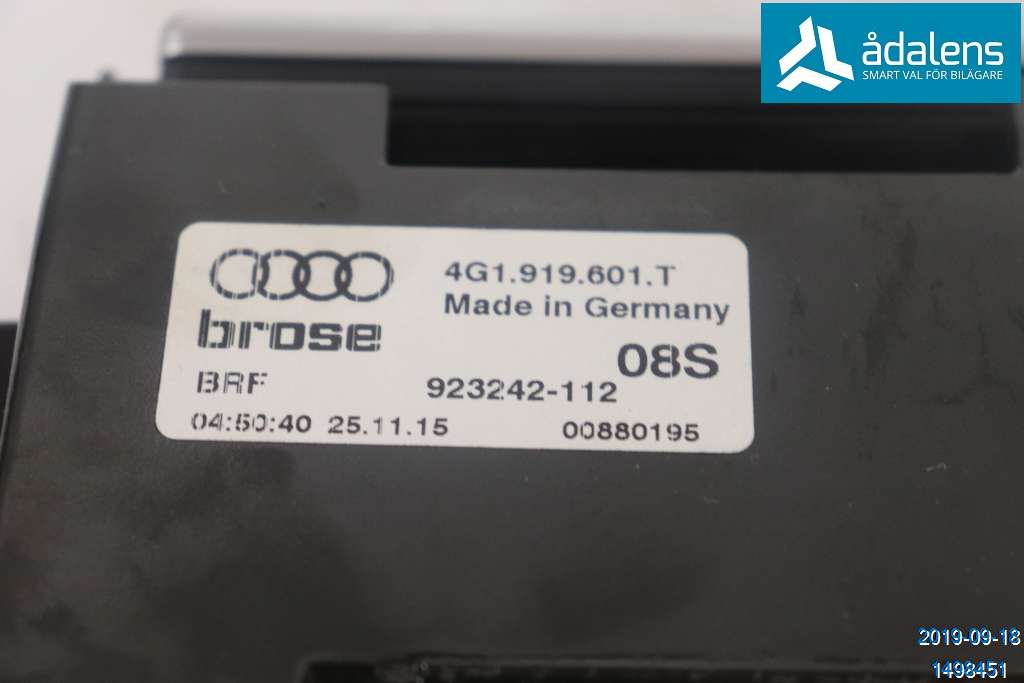 ådalens
SMART VAL FÖR BILÄGARE
4G1.919.601.T
Made in Germany
brose
08S
BRF
923242-112
04:50:40 25.11.15
00880195
2019-09-18
1498451